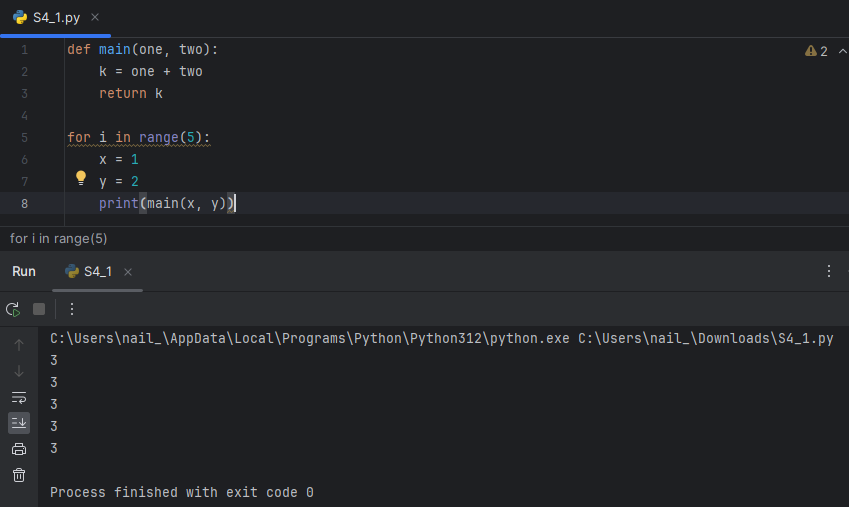 S4_1.py
1 def main(one, two):
2     k = one + two
3     return k
4
5 for i in range(5):
6     x = 1
7     y = 2
8     print(main(x, y))
2
for i in range(5)
Run S4_1
C:\Users\nail_\AppData\Local\Programs\Python\Python312\python.exe C:\Users\nail_\Downloads\S4_1.py
3
3
3
3
3
Process finished with exit code 0